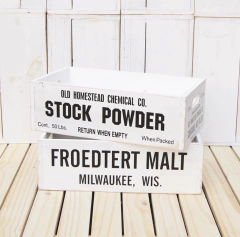 OLD HOMESTEAD CHEMICAL CO.
STOCK POWDER
Cont. 50 Lbs. RETURN WHEN EMPTY When Packed
FROEDTERT MALT
MILWAUKEE, WIS.